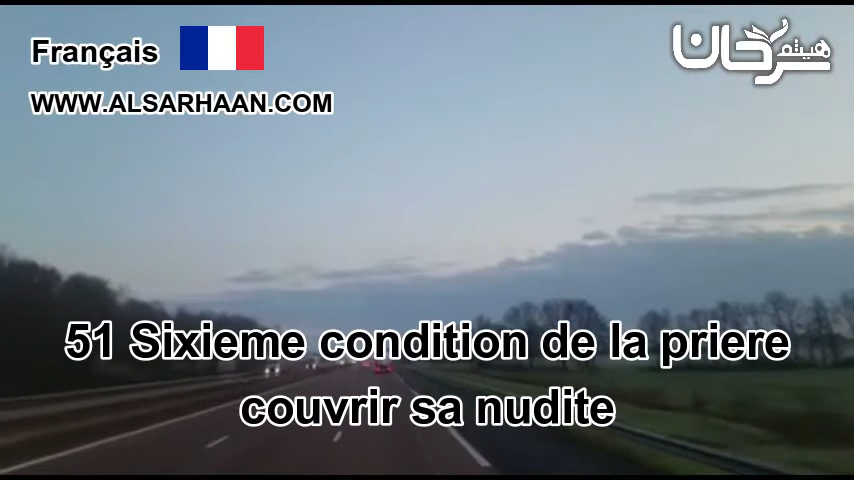 Français
هيثم سرحان
WWW.ALSARHAAN.COM
51 Sixieme condition de la priere
couvrir sa nudite